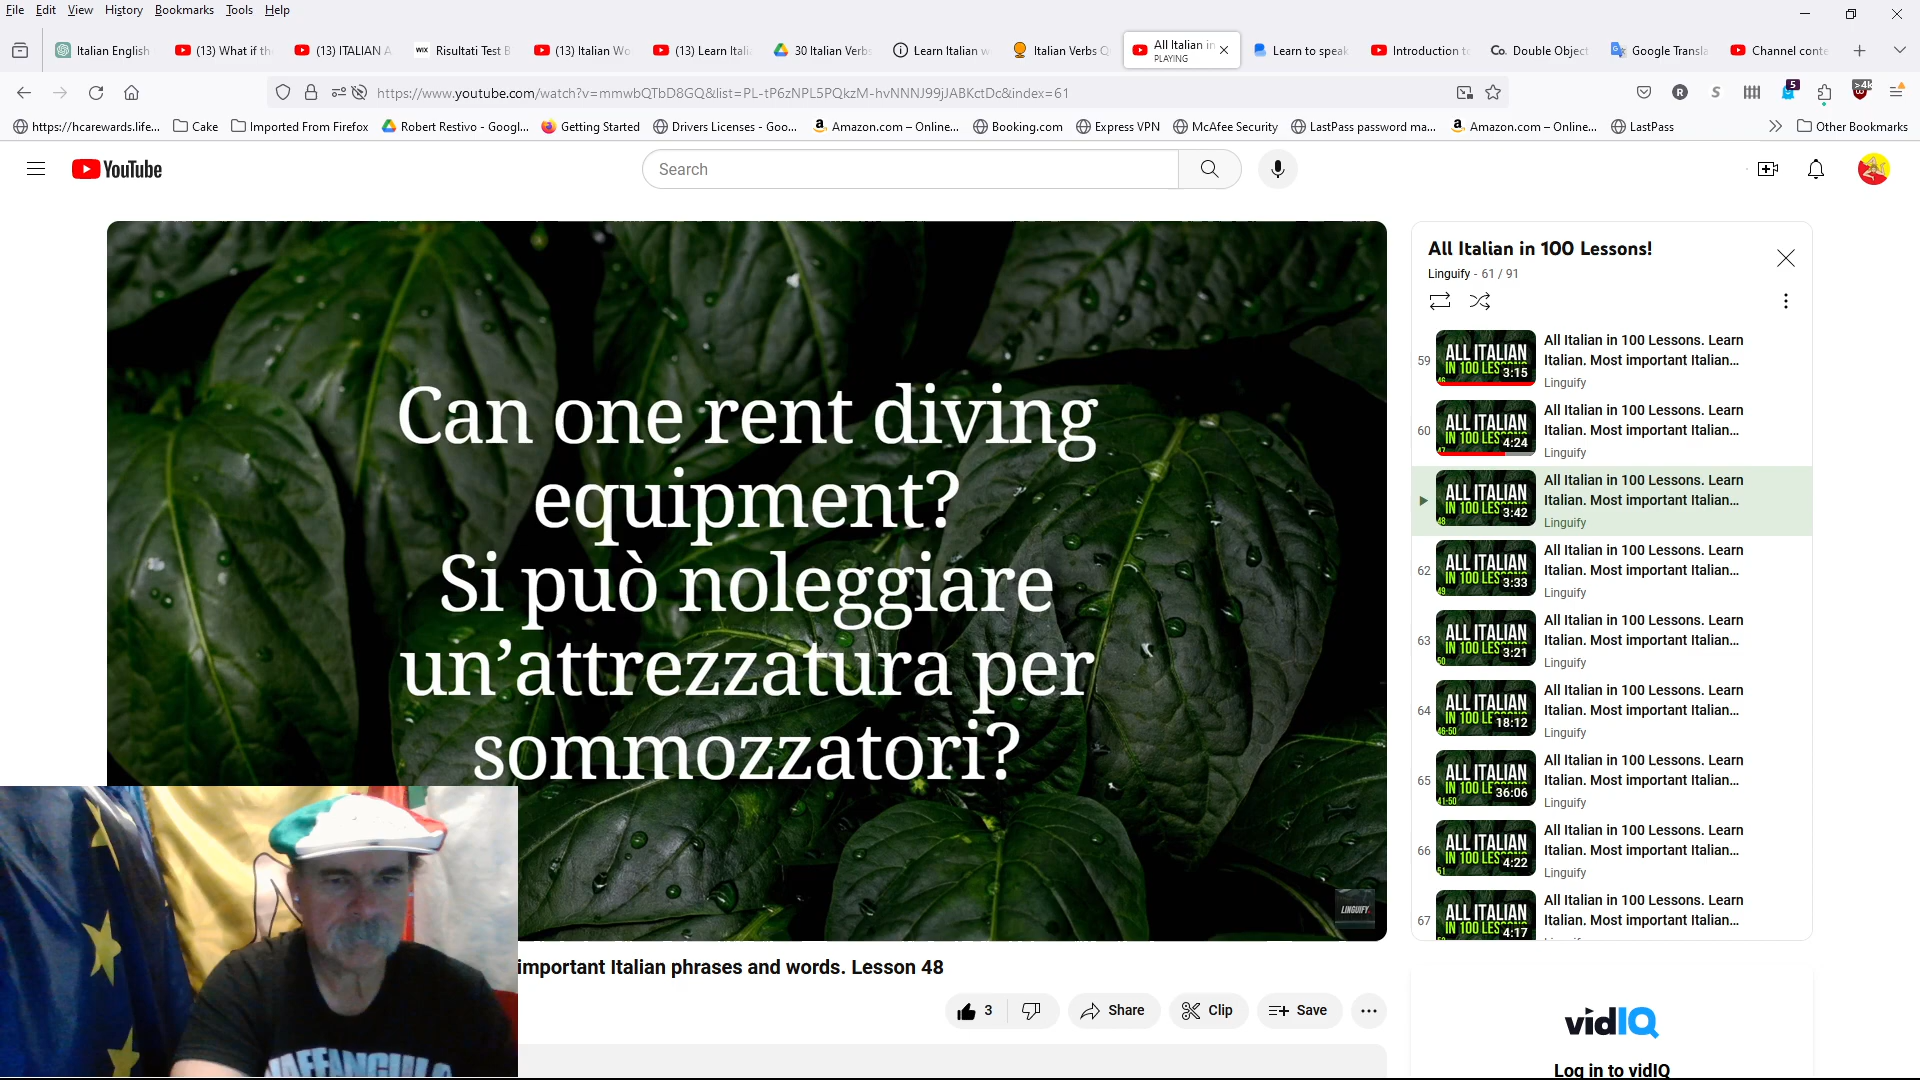 File Edit View History Bookmarks Tools Help
Italian English
(13) What if the
(13) ITALIAN A
WIX Risultati Test B
(13) Italian Wo
(13) Learn Itali
30 Italian Verbs
Learn Italian w
Italian Verbs Q
All Italian in
PLAYING
Learn to speak
Introduction to
Co. Double Object
Google Transla
Channel conte
https://www.youtube.com/watch?v=mmwbQTbD8GQ&list=PL-tP6zNPL5PQkzM-hvNNNJ99jJABKctDc&index=61
5
https://hcarewards.life... Cake Imported From Firefox Robert Restivo - Googl... Getting Started Drivers Licenses - Goo... Amazon.com – Online... Booking.com Express VPN McAfee Security LastPass password ma... Amazon.com – Online... LastPass Other Bookmarks
YouTube
Search
Can one rent diving
equipment?
Si può noleggiare
un’attrezzatura per
sommozzatori?
LINGUIFY
important Italian phrases and words. Lesson 48
3 Share Clip Save
All Italian in 100 Lessons!
Linguify - 61 / 91
59
ALL ITALIAN
3:15
46
All Italian in 100 Lessons. Learn
Italian. Most important Italian...
Linguify
60
ALL ITALIAN
4:24
All Italian in 100 Lessons. Learn
Italian. Most important Italian...
Linguify
ALL ITALIAN
3:42
48
All Italian in 100 Lessons. Learn
Italian. Most important Italian...
Linguify
62
ALL ITALIAN
3:33
49
All Italian in 100 Lessons. Learn
Italian. Most important Italian...
Linguify
63
ALL ITALIAN
3:21
50
All Italian in 100 Lessons. Learn
Italian. Most important Italian...
Linguify
64
ALL ITALIAN
18:12
46-50
All Italian in 100 Lessons. Learn
Italian. Most important Italian...
Linguify
65
ALL ITALIAN
36:06
41-50
All Italian in 100 Lessons. Learn
Italian. Most important Italian...
Linguify
66
ALL ITALIAN
4:22
51
All Italian in 100 Lessons. Learn
Italian. Most important Italian...
Linguify
67
ALL ITALIAN
4:17
All Italian in 100 Lessons. Learn
Italian. Most important Italian...
vidIQ
Log in to vidIQ